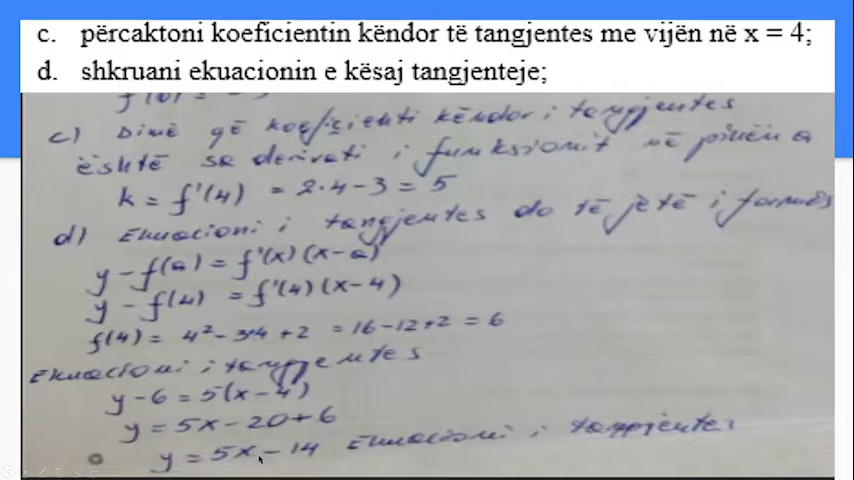 c. përcaktoni koeficientin këndor të tangjentes me vijën në x = 4;
d. shkruani ekuacionin e kësaj tangjenteje;
c) Dimë që koeficienti këndor i tangjentes
është sa derivati i funksionit në pikën a
k = f'(4) = 2·4-3 = 5
d) Ekuacioni i tangjentes do të jetë i formës
y - f(a) = f'(x)(x-a)
y - f(4) = f'(4)(x-4)
f(4) = 4²-3·4+2 = 16-12+2 = 6
Ekuacioni i tangjentes
y-6 = 5(x-4)
y = 5x-20+6
y = 5x-14 Ekuacioni i tangjentes